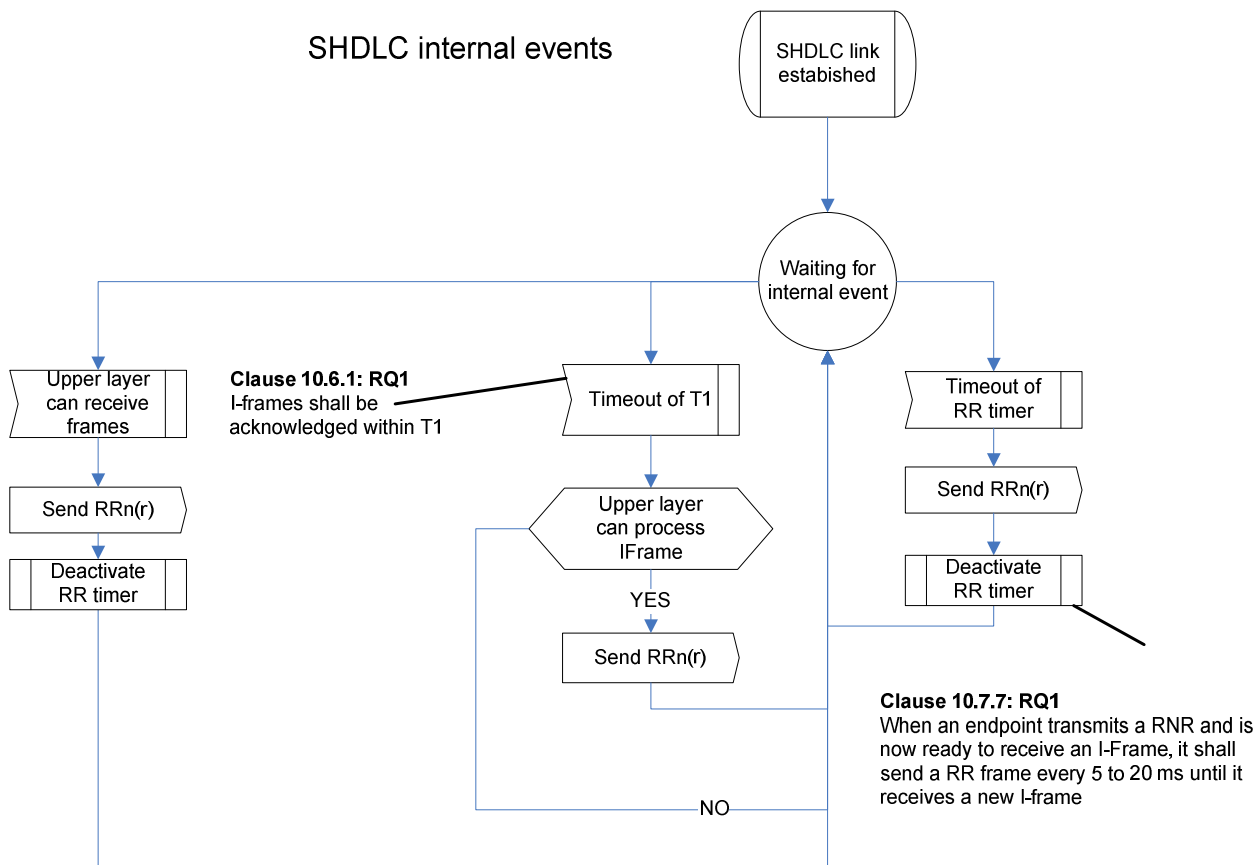 SHDLC internal events
SHDLC link
estabished
Waiting for
internal event
Upper layer
can receive
frames
Send RRn(r)
Deactivate
RR timer
Clause 10.6.1: RQ1
I-frames shall be
acknowledged within T1
Timeout of T1
Upper layer
can process
IFrame
YES
Send RRn(r)
NO
Timeout of
RR timer
Send RRn(r)
Deactivate
RR timer
Clause 10.7.7: RQ1
When an endpoint transmits a RNR and is
now ready to receive an I-Frame, it shall
send a RR frame every 5 to 20 ms until it
receives a new I-frame